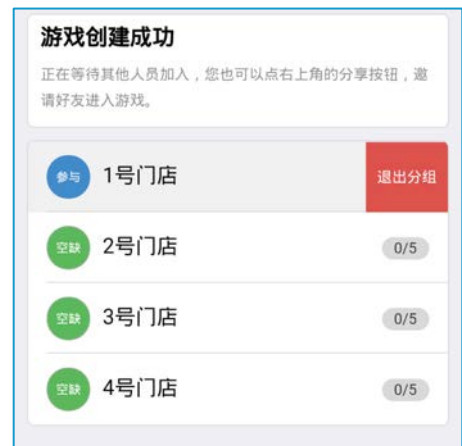 游戏创建成功
正在等待其他人员加入，您也可以点右上角的分享按钮，邀
请好友进入游戏。
参与 1号门店 退出分组
空缺 2号门店 0/5
空缺 3号门店 0/5
空缺 4号门店 0/5